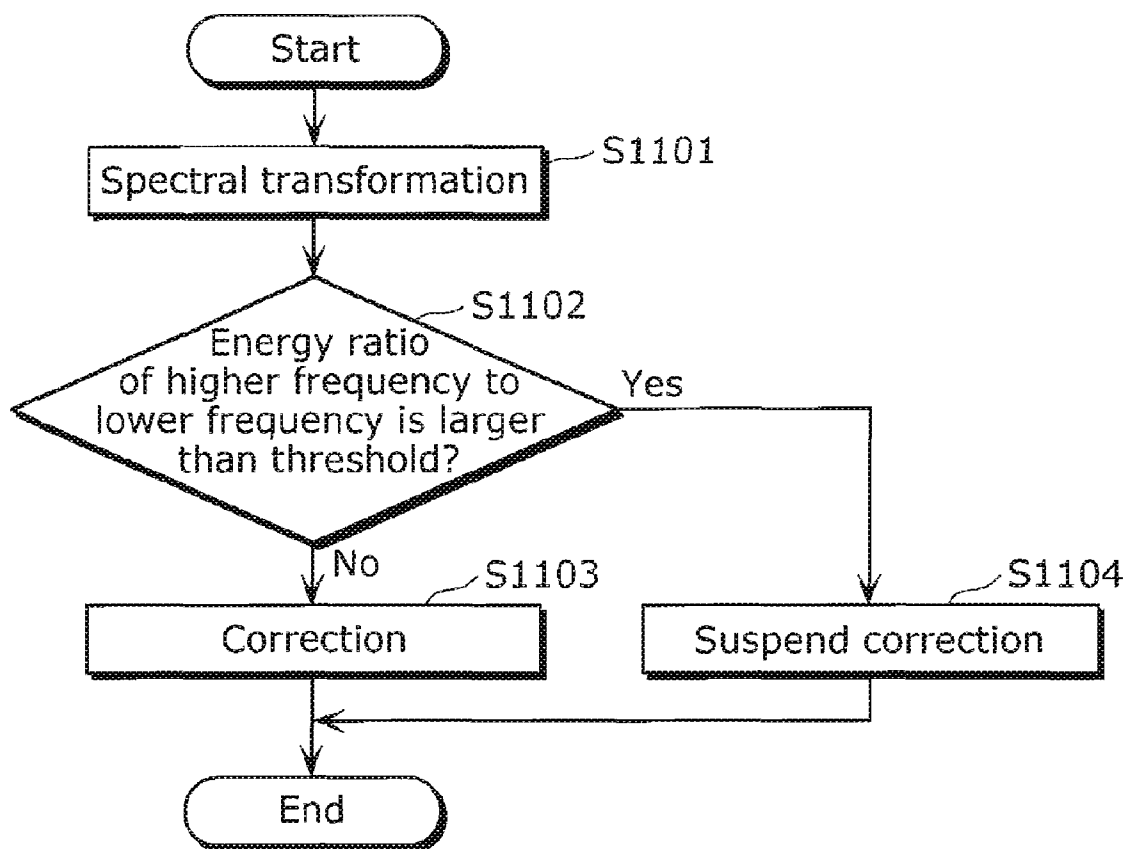 Start
S1101
Spectral transformation
S1102
Energy ratio
of higher frequency to
lower frequency is larger
than threshold?
Yes
No
S1103
S1104
Correction
Suspend correction
End